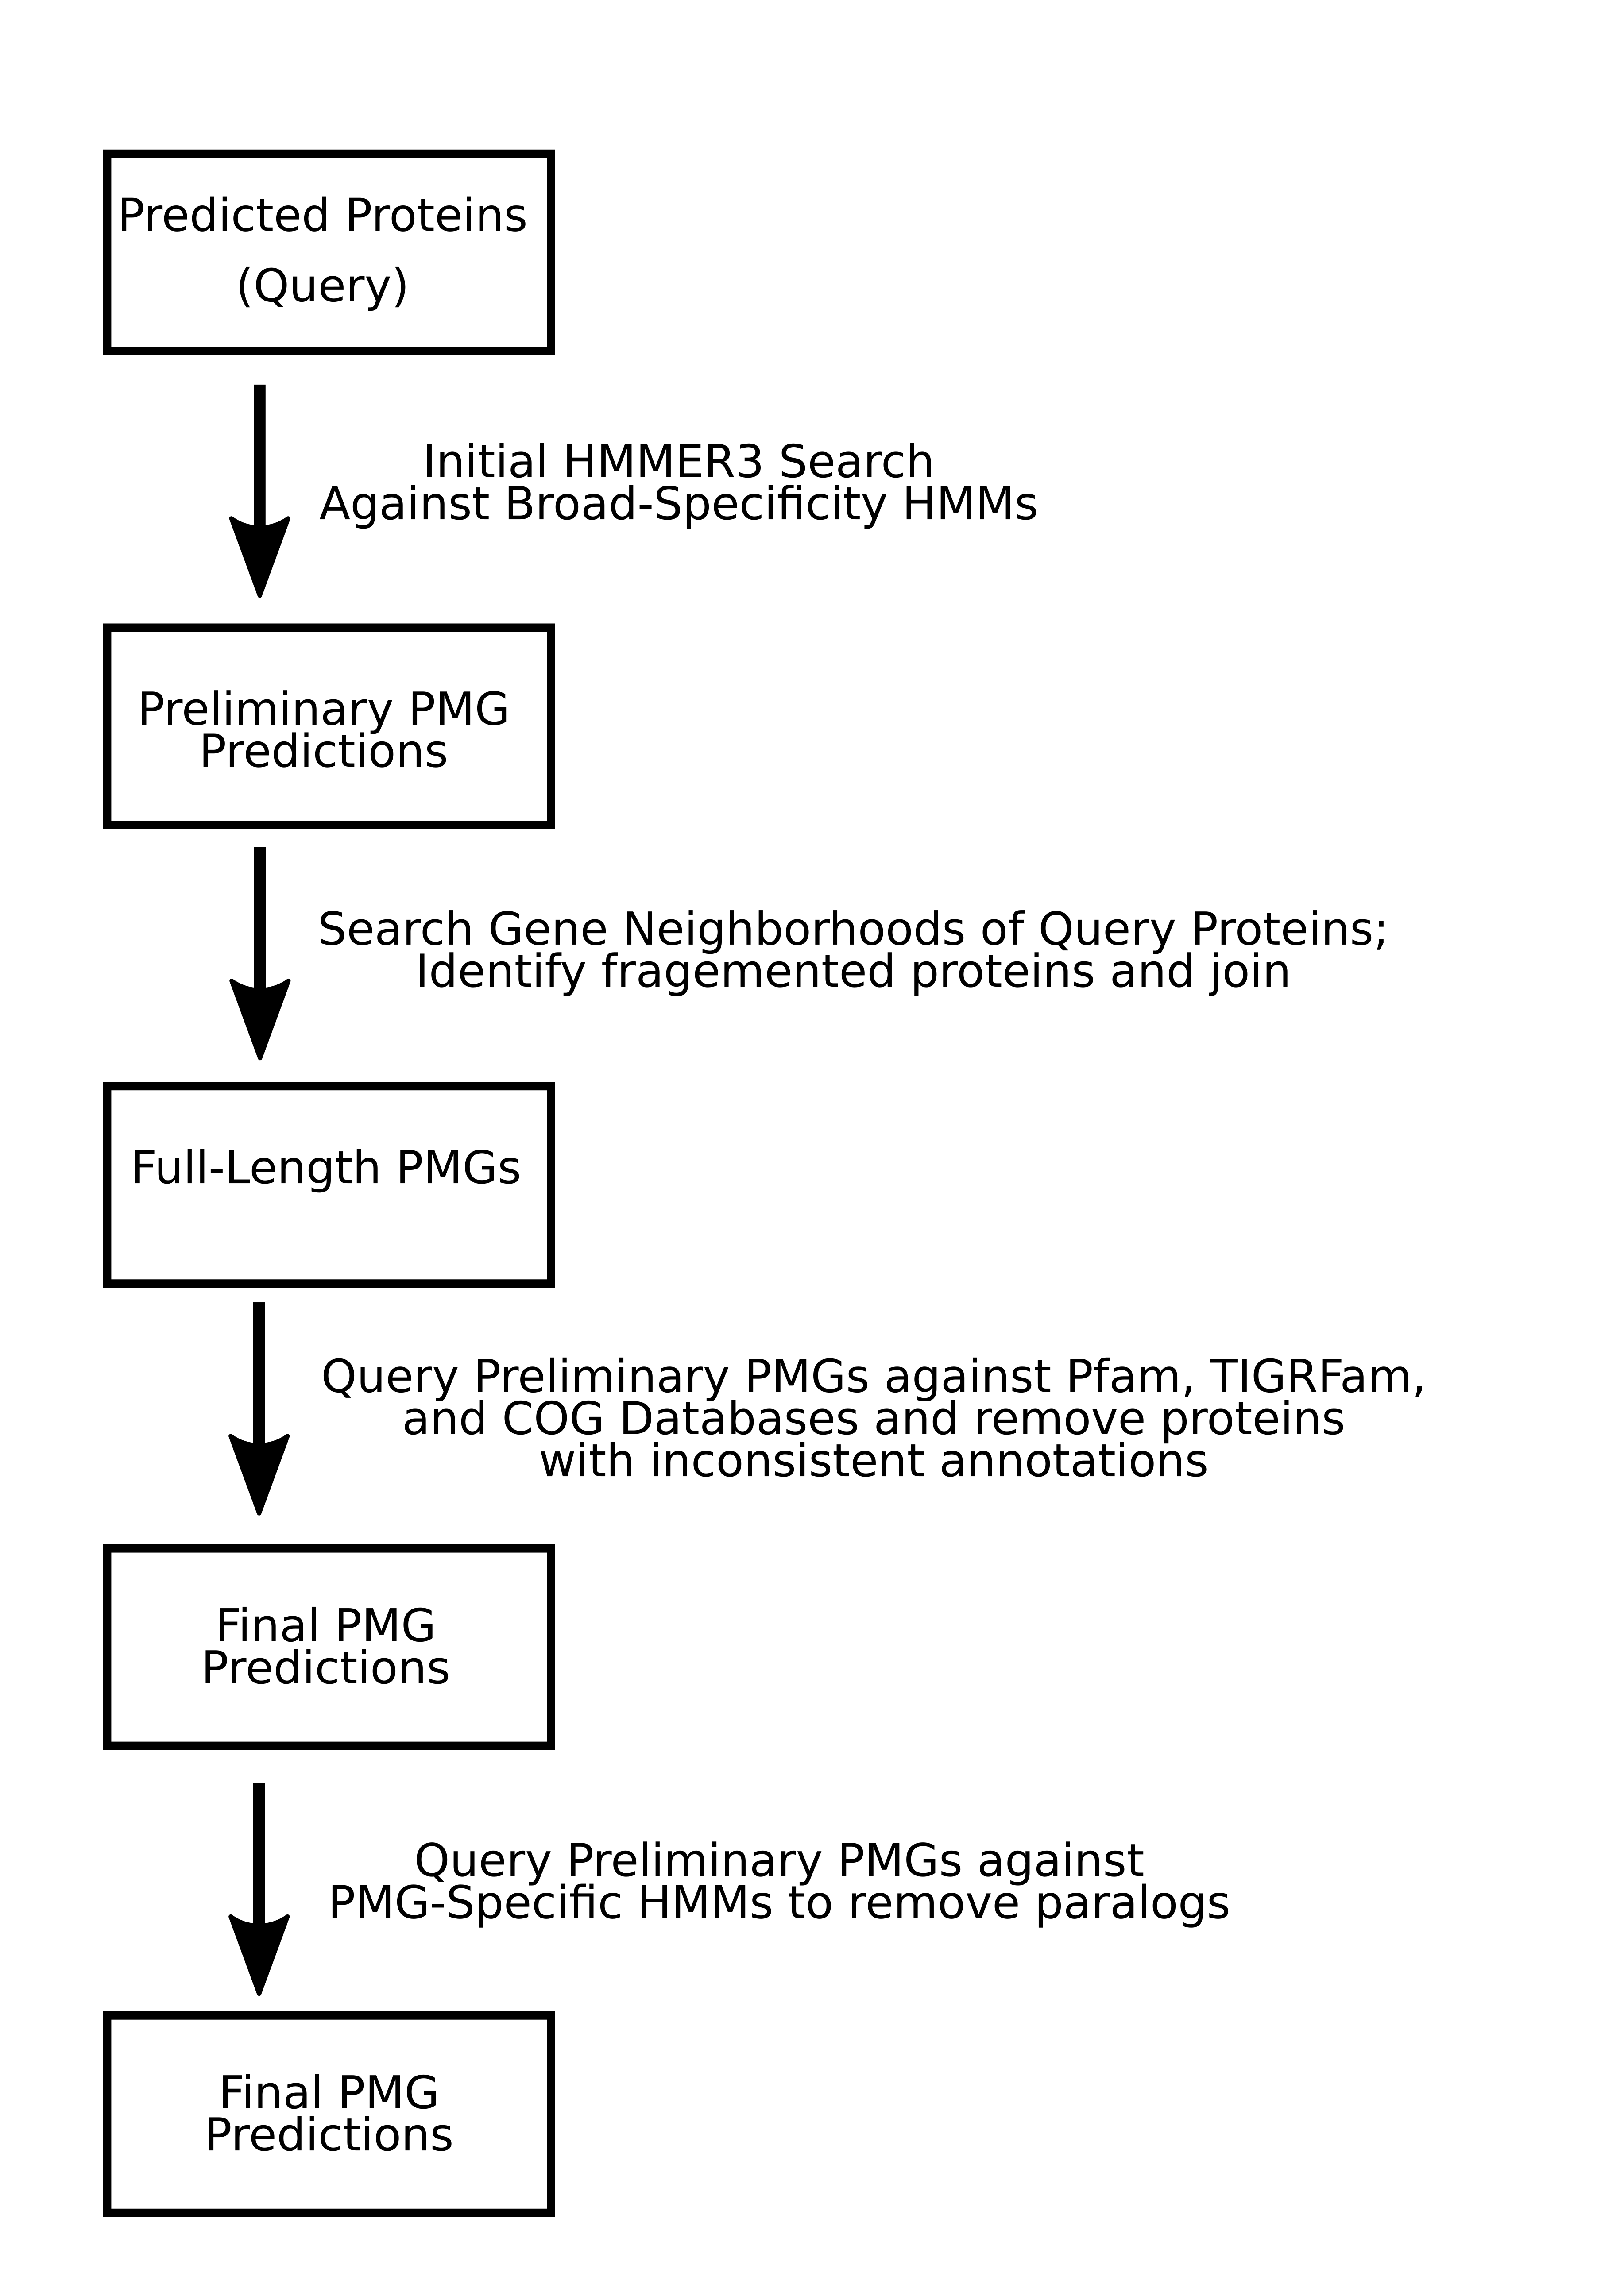 Predicted Proteins
(Query)
Initial HMMER3 Search
Against Broad-Specificity HMMs
Preliminary PMG
Predictions
Search Gene Neighborhoods of Query Proteins;
Identify fragemented proteins and join
Full-Length PMGs
Query Preliminary PMGs against Pfam, TIGRFam,
and COG Databases and remove proteins
with inconsistent annotations
Final PMG
Predictions
Query Preliminary PMGs against
PMG-Specific HMMs to remove paralogs
Final PMG
Predictions